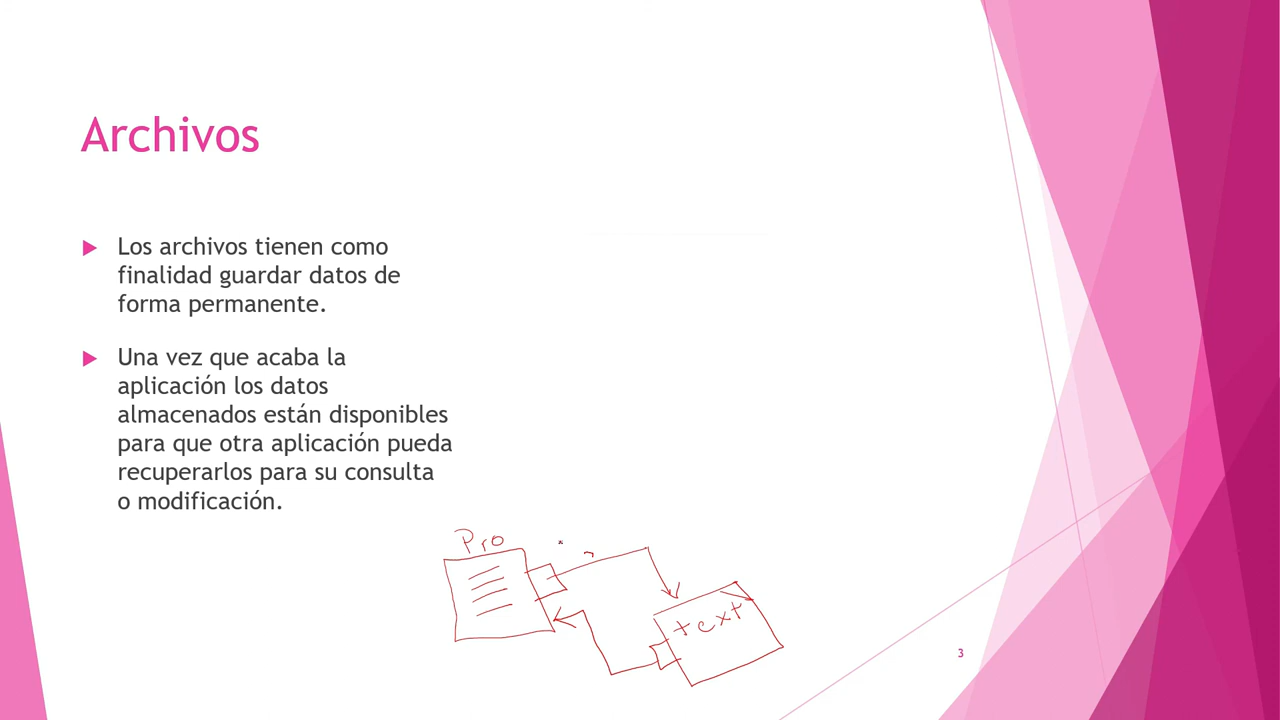 Archivos
Los archivos tienen como
finalidad guardar datos de
forma permanente.
Una vez que acaba la
aplicación los datos
almacenados están disponibles
para que otra aplicación pueda
recuperarlos para su consulta
o modificación.
Pro
text
3